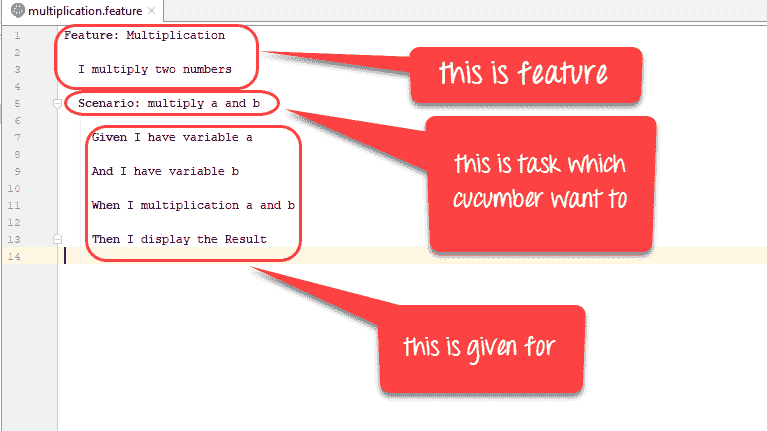 multiplication.feature
1 Feature: Multiplication
2
3 I multiply two numbers
4
5 Scenario: multiply a and b
6
7 Given I have variable a
8
9 And I have variable b
10
11 When I multiplication a and b
12
13 Then I display the Result
14
this is feature
this is task which
cucumber want to
this is given for